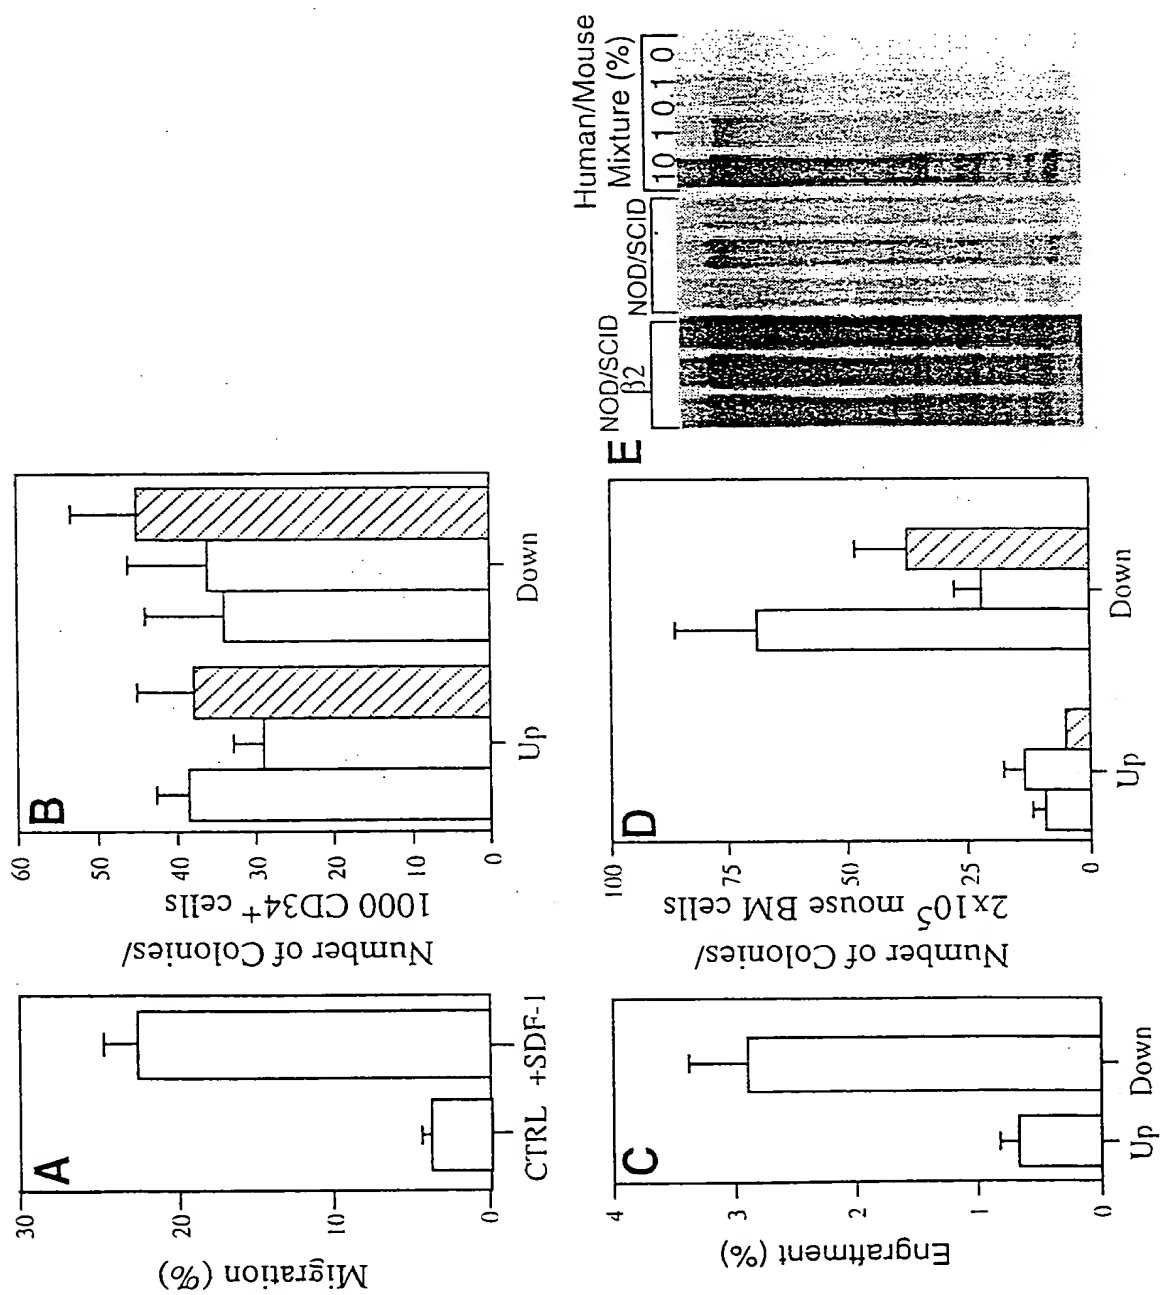 A
Migration (%)
30
20
10
0
CTRL
+SDF-1
B
Number of Colonies/
1000 CD34+ cells
60
50
40
30
20
10
0
Up
Down
C
Engraftment (%)
4
3
2
1
0
Up
Down
D
Number of Colonies/
2x10⁵ mouse BM cells
100
75
50
25
0
Up
Down
E
NOD/SCID
β2
NOD/SCID
Human/Mouse
Mixture (%)
10 1 0.1 0